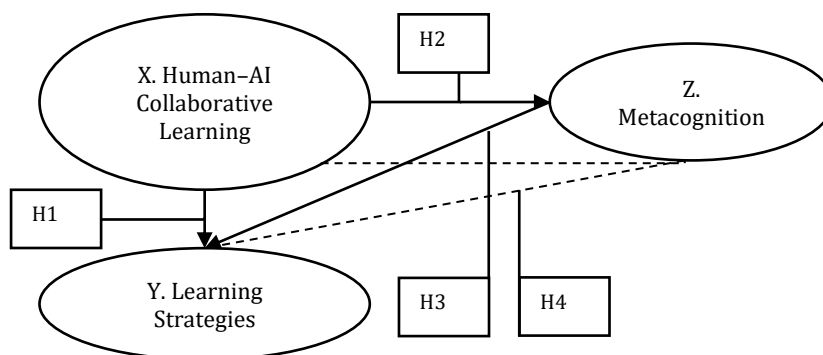 H2
X. Human–AI
Collaborative
Learning
Z.
Metacognition
H1
Y. Learning
Strategies
H3
H4